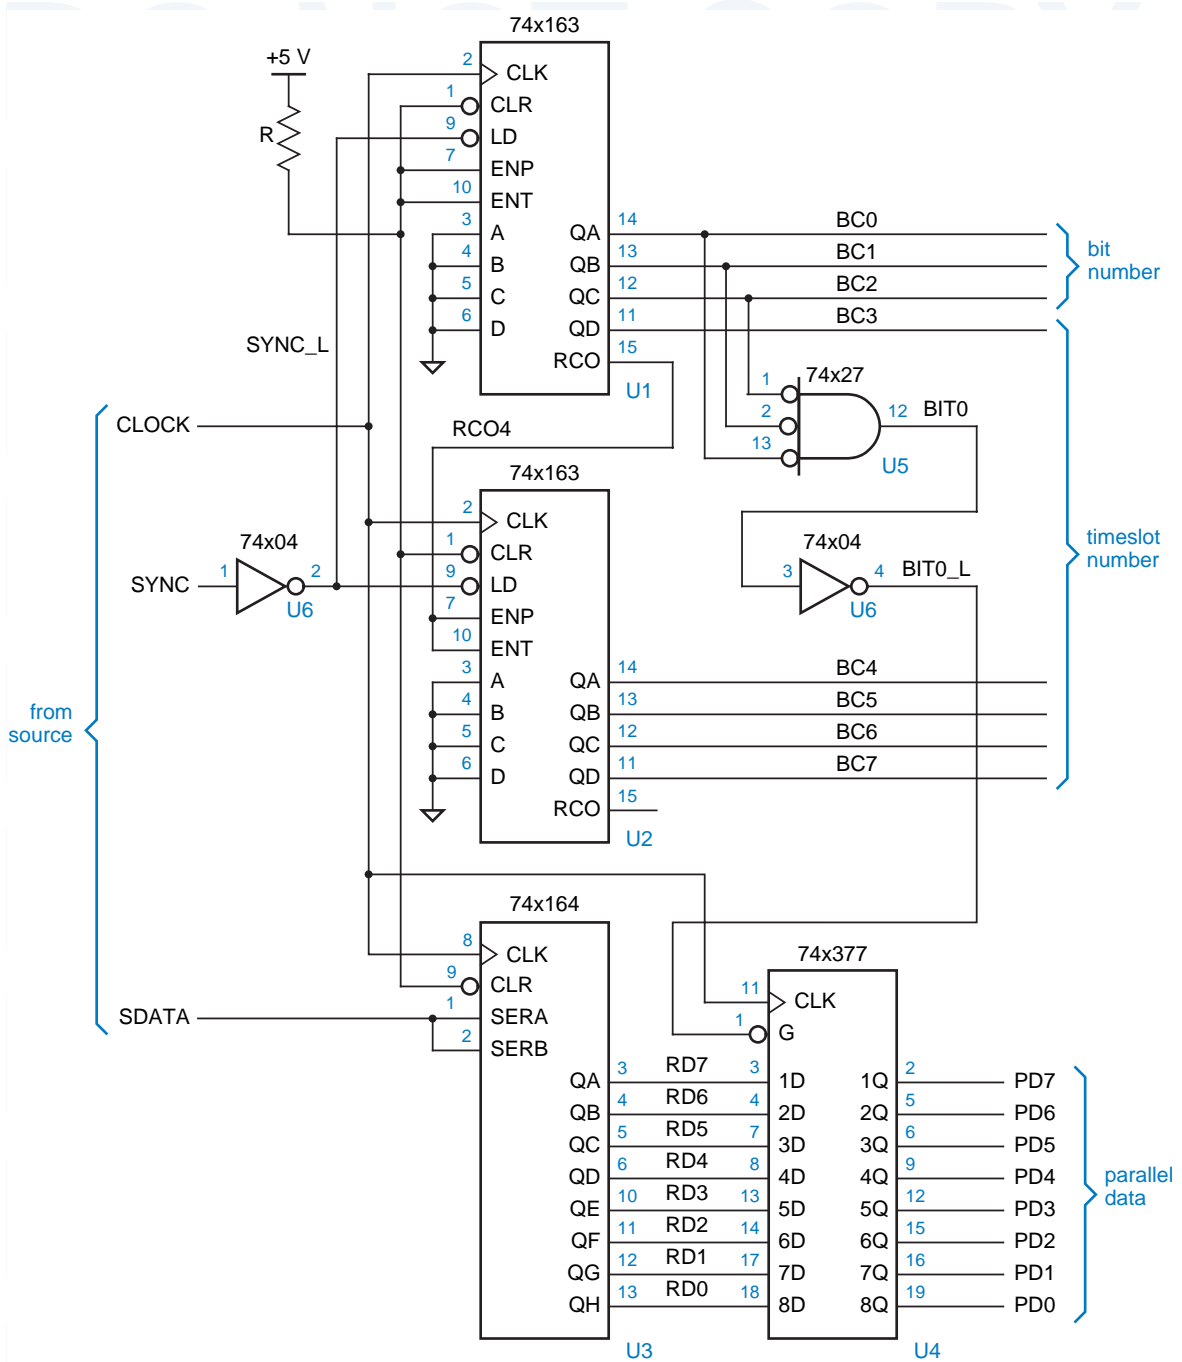 74x163
+5 V
2
CLK
1
CLR
R
9
LD
7
ENP
10
ENT
3
A
QA
14
BC0
4
B
QB
13
BC1
bit
number
5
C
QC
12
BC2
6
D
QD
11
BC3
SYNC_L
RCO
15
U1
74x27
1
2
13
12
BIT0
U5
CLOCK
RCO4
74x163
2
CLK
1
CLR
9
LD
7
ENP
10
ENT
74x04
SYNC
1
2
U6
74x04
3
4
BIT0_L
U6
timeslot
number
3
A
QA
14
BC4
4
B
QB
13
BC5
5
C
QC
12
BC6
6
D
QD
11
BC7
RCO
15
U2
from
source
74x164
8
CLK
9
CLR
SDATA
1
SERA
2
SERB
74x377
11
CLK
1
G
QA
3
RD7
3
1D
1Q
2
PD7
QB
4
RD6
4
2D
2Q
5
PD6
QC
5
RD5
7
3D
3Q
6
PD5
QD
6
RD4
8
4D
4Q
9
PD4
QE
10
RD3
13
5D
5Q
12
PD3
QF
11
RD2
14
6D
6Q
15
PD2
QG
12
RD1
17
7D
7Q
16
PD1
QH
13
RD0
18
8D
8Q
19
PD0
parallel
data
U3
U4